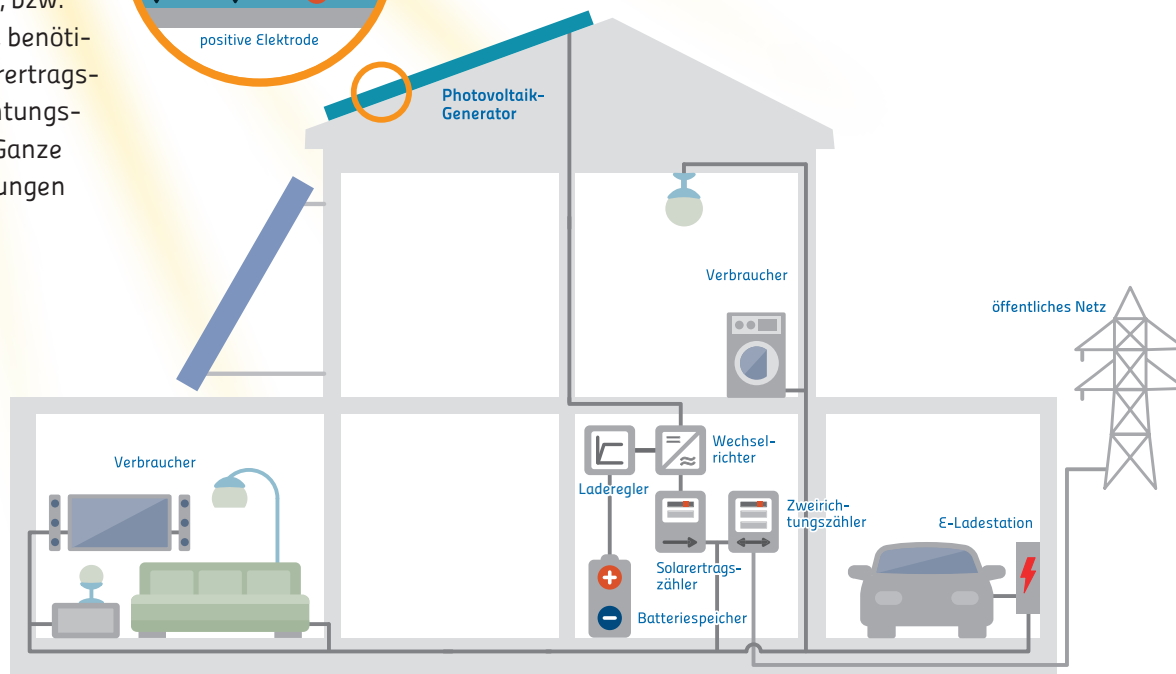 , bzw.
benöti-
rertrags-
htungs-
Ganze
ungen
positive Elektrode
Photovoltaik-
Generator
Verbraucher
öffentliches Netz
Verbraucher
Wechsel-
richter
Laderegler
Zweirich-
tungszähler
E-Ladestation
Solarertrags-
zähler
Batteriespeicher